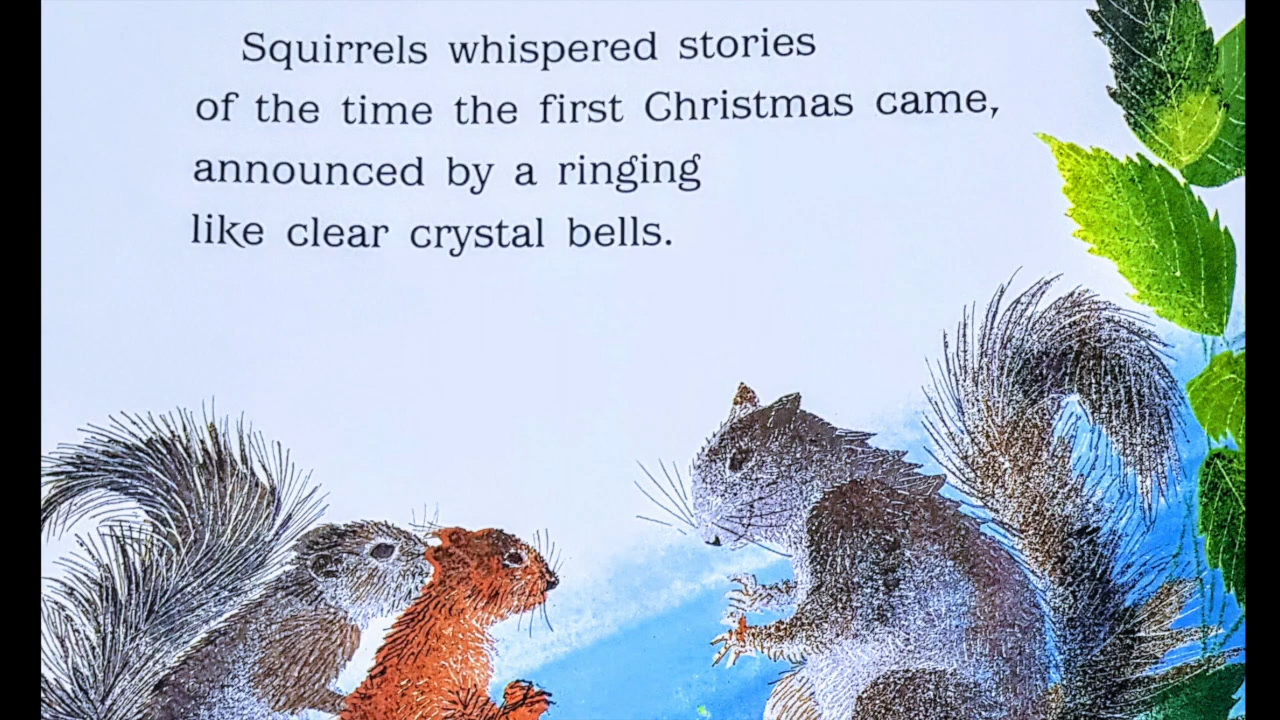 Squirrels whispered stories
of the time the first Christmas came,
announced by a ringing
like clear crystal bells.